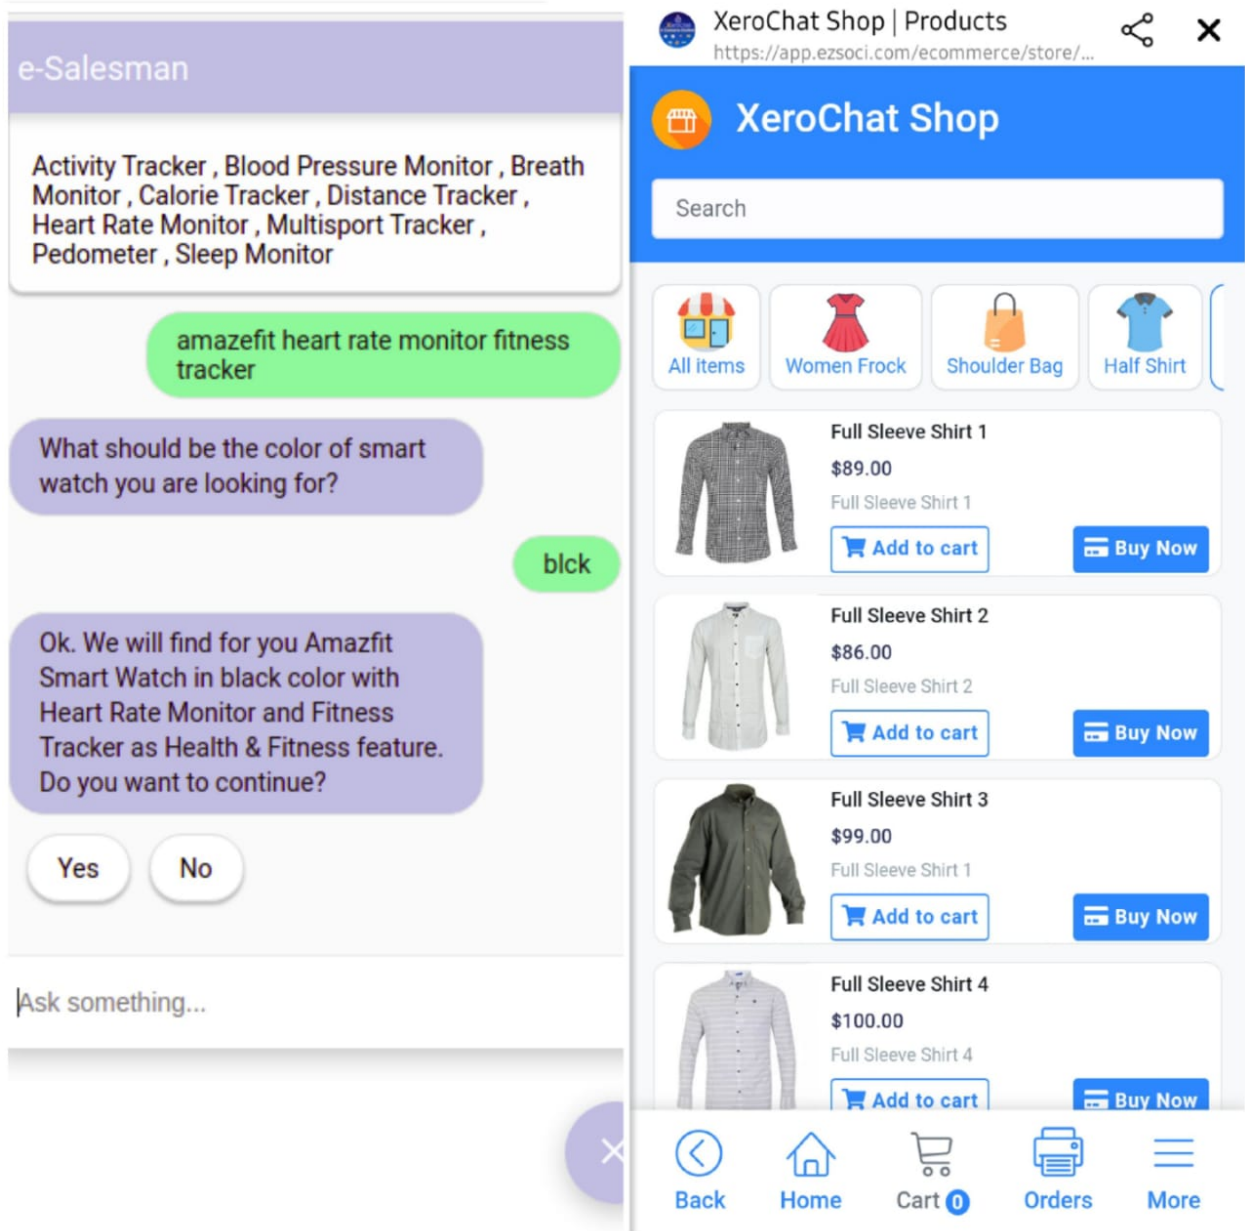 e-Salesman
Activity Tracker , Blood Pressure Monitor , Breath
Monitor , Calorie Tracker , Distance Tracker ,
Heart Rate Monitor , Multisport Tracker ,
Pedometer , Sleep Monitor
amazefit heart rate monitor fitness
tracker
What should be the color of smart
watch you are looking for?
blck
Ok. We will find for you Amazfit
Smart Watch in black color with
Heart Rate Monitor and Fitness
Tracker as Health & Fitness feature.
Do you want to continue?
Yes
No
Ask something...
XeroChat Shop | Products
https://app.ezsoci.com/ecommerce/store/...
XeroChat Shop
Search
All items
Women Frock
Shoulder Bag
Half Shirt
Full Sleeve Shirt 1
$89.00
Full Sleeve Shirt 1
Add to cart
Buy Now
Full Sleeve Shirt 2
$86.00
Full Sleeve Shirt 2
Add to cart
Buy Now
Full Sleeve Shirt 3
$99.00
Full Sleeve Shirt 1
Add to cart
Buy Now
Full Sleeve Shirt 4
$100.00
Full Sleeve Shirt 4
Add to cart
Buy Now
Back
Home
Cart 0
Orders
More